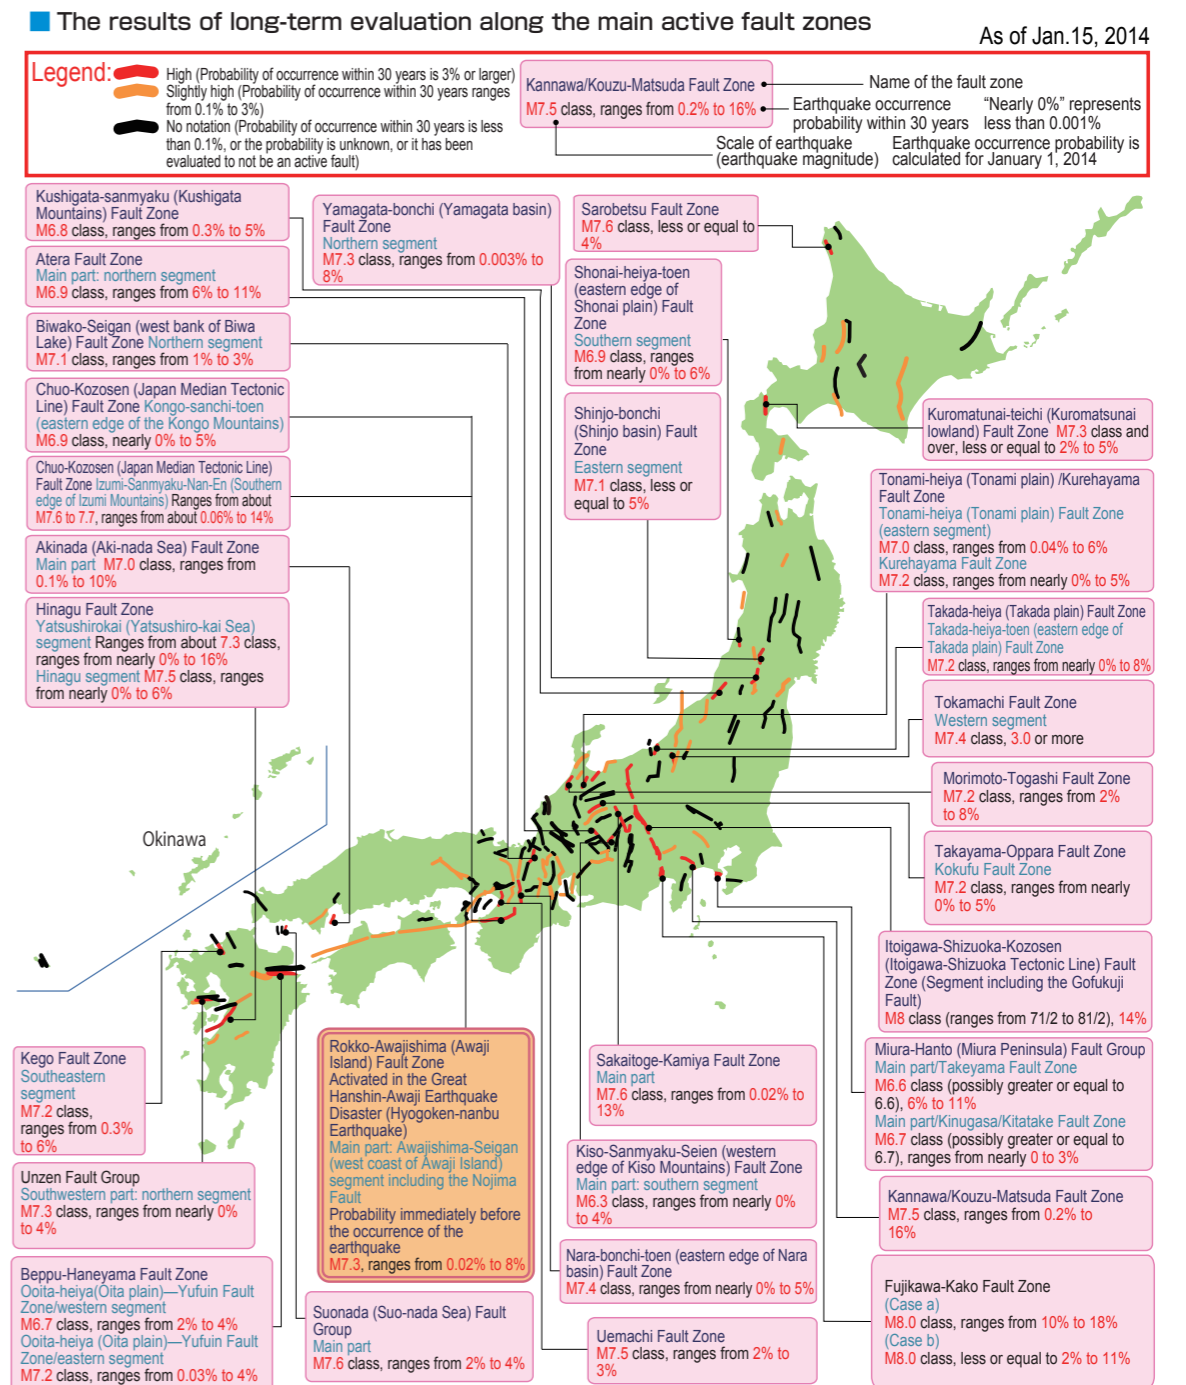 The results of long-term evaluation along the main active fault zones
As of Jan.15, 2014
Legend:
High (Probability of occurrence within 30 years is 3% or larger)
Slightly high (Probability of occurrence within 30 years ranges
from 0.1% to 3%)
No notation (Probability of occurrence within 30 years is less
than 0.1%, or the probability is unknown, or it has been
evaluated to not be an active fault)
Kannawa/Kouzu-Matsuda Fault Zone
M7.5 class, ranges from 0.2% to 16%
Name of the fault zone
Earthquake occurrence
probability within 30 years
“Nearly 0%” represents
less than 0.001%
Scale of earthquake
(earthquake magnitude)
Earthquake occurrence probability is
calculated for January 1, 2014
Kushigata-sanmyaku (Kushigata
Mountains) Fault Zone
M6.8 class, ranges from 0.3% to 5%
Atera Fault Zone
Main part: northern segment
M6.9 class, ranges from 6% to 11%
Biwako-Seigan (west bank of Biwa
Lake) Fault Zone Northern segment
M7.1 class, ranges from 1% to 3%
Chuo-Kozosen (Japan Median Tectonic
Line) Fault Zone Kongo-sanchi-toen
(eastern edge of the Kongo Mountains)
M6.9 class, nearly 0% to 5%
Chuo-Kozosen (Japan Median Tectonic Line)
Fault Zone Izumi-Sanmyaku-Nan-En (Southern
edge of Izumi Mountains) Ranges from about
M7.6 to 7.7, ranges from about 0.06% to 14%
Akinada (Aki-nada Sea) Fault Zone
Main part M7.0 class, ranges from
0.1% to 10%
Hinagu Fault Zone
Yatsushirokai (Yatsushiro-kai Sea)
segment Ranges from about 7.3 class,
ranges from nearly 0% to 16%
Hinagu segment M7.5 class, ranges
from nearly 0% to 6%
Yamagata-bonchi (Yamagata basin)
Fault Zone
Northern segment
M7.3 class, ranges from 0.003% to
8%
Sarobetsu Fault Zone
M7.6 class, less or equal to
4%
Shonai-heiya-toen
(eastern edge of
Shonai plain) Fault
Zone
Southern segment
M6.9 class, ranges
from nearly 0% to 6%
Shinjo-bonchi
(Shinjo basin) Fault
Zone
Eastern segment
M7.1 class, less or
equal to 5%
Kuromatunai-teichi (Kuromatsunai
lowland) Fault Zone M7.3 class and
over, less or equal to 2% to 5%
Tonami-heiya (Tonami plain) /Kurehayama
Fault Zone
Tonami-heiya (Tonami plain) Fault Zone
(eastern segment)
M7.0 class, ranges from 0.04% to 6%
Kurehayama Fault Zone
M7.2 class, ranges from nearly 0% to 5%
Takada-heiya (Takada plain) Fault Zone
Takada-heiya-toen (eastern edge of
Takada plain) Fault Zone
M7.2 class, ranges from nearly 0% to 8%
Tokamachi Fault Zone
Western segment
M7.4 class, 3.0 or more
Morimoto-Togashi Fault Zone
M7.2 class, ranges from 2%
to 8%
Takayama-Oppara Fault Zone
Kokufu Fault Zone
M7.2 class, ranges from nearly
0% to 5%
Itoigawa-Shizuoka-Kozosen
(Itoigawa-Shizuoka Tectonic Line) Fault
Zone (Segment including the Gofukuji
Fault)
M8 class (ranges from 71/2 to 81/2), 14%
Miura-Hanto (Miura Peninsula) Fault Group
Main part/Takeyama Fault Zone
M6.6 class (possibly greater or equal to
6.6), 6% to 11%
Main part/Kinugasa/Kitatake Fault Zone
M6.7 class (possibly greater or equal to
6.7), ranges from nearly 0 to 3%
Kannawa/Kouzu-Matsuda Fault Zone
M7.5 class, ranges from 0.2% to
16%
Fujikawa-Kako Fault Zone
(Case a)
M8.0 class, ranges from 10% to 18%
(Case b)
M8.0 class, less or equal to 2% to 11%
Okinawa
Kego Fault Zone
Southeastern
segment
M7.2 class,
ranges from 0.3%
to 6%
Unzen Fault Group
Southwestern part: northern segment
M7.3 class, ranges from nearly 0%
to 4%
Beppu-Haneyama Fault Zone
Ooita-heiya(Oita plain)—Yufuin Fault
Zone/western segment
M6.7 class, ranges from 2% to 4%
Ooita-heiya (Oita plain)—Yufuin Fault
Zone/eastern segment
M7.2 class, ranges from 0.03% to 4%
Rokko-Awajishima (Awaji
Island) Fault Zone
Activated in the Great
Hanshin-Awaji Earthquake
Disaster (Hyogoken-nanbu
Earthquake)
Main part: Awajishima-Seigan
(west coast of Awaji Island)
segment including the Nojima
Fault
Probability immediately before
the occurrence of the
earthquake
M7.3, ranges from 0.02% to 8%
Suonada (Suo-nada Sea) Fault
Group
Main part
M7.6 class, ranges from 2% to 4%
Sakaitoge-Kamiya Fault Zone
Main part
M7.6 class, ranges from 0.02% to
13%
Kiso-Sanmyaku-Seien (western
edge of Kiso Mountains) Fault Zone
Main part: southern segment
M6.3 class, ranges from nearly 0%
to 4%
Nara-bonchi-toen (eastern edge of Nara
basin) Fault Zone
M7.4 class, ranges from nearly 0% to 5%
Uemachi Fault Zone
M7.5 class, ranges from 2% to
3%